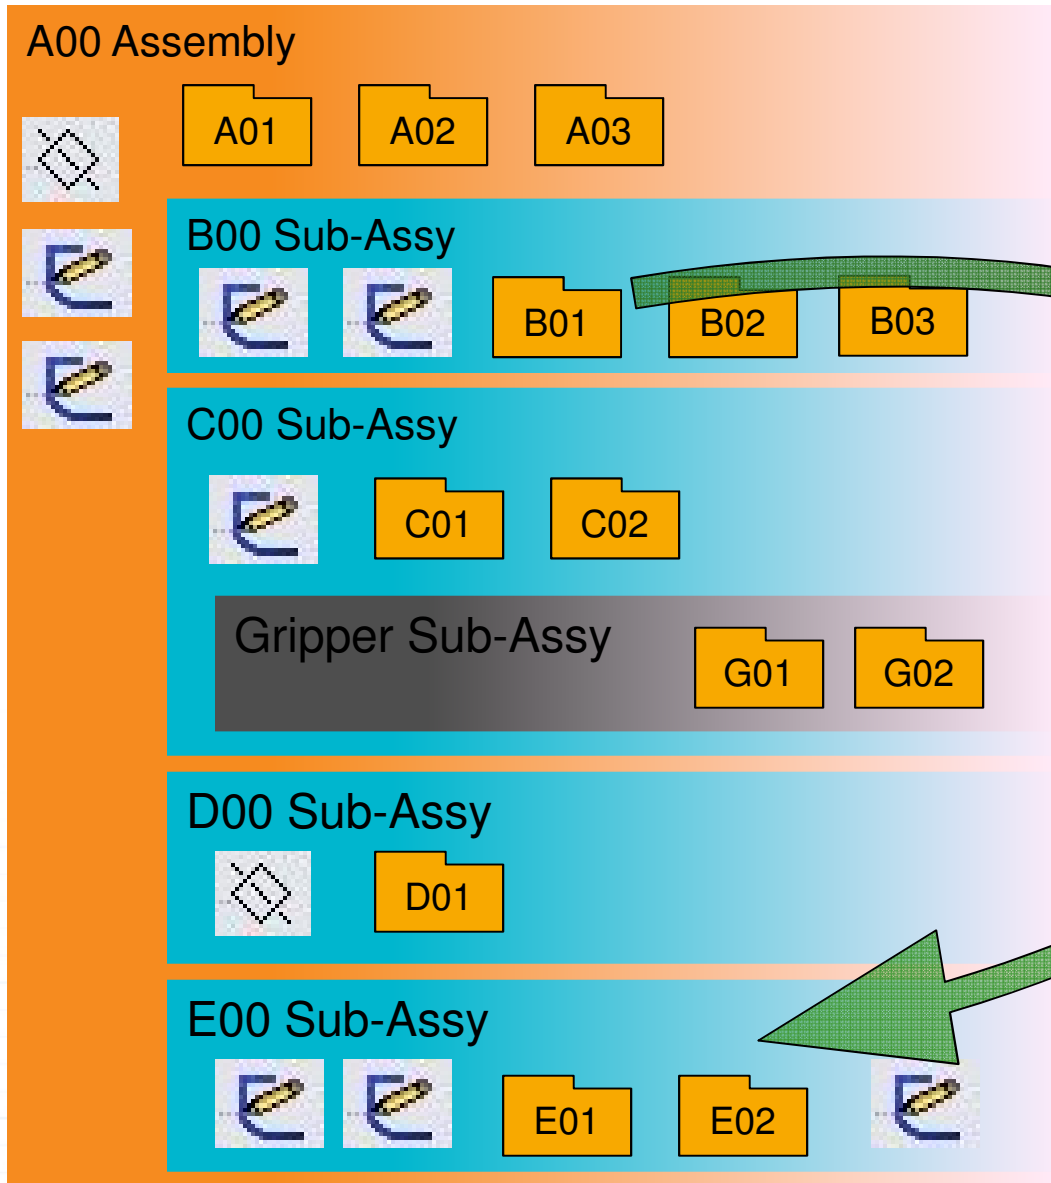 A00 Assembly
A01 A02 A03
B00 Sub-Assy
B01 B02 B03
C00 Sub-Assy
C01 C02
Gripper Sub-Assy
G01 G02
D00 Sub-Assy
D01
E00 Sub-Assy
E01 E02